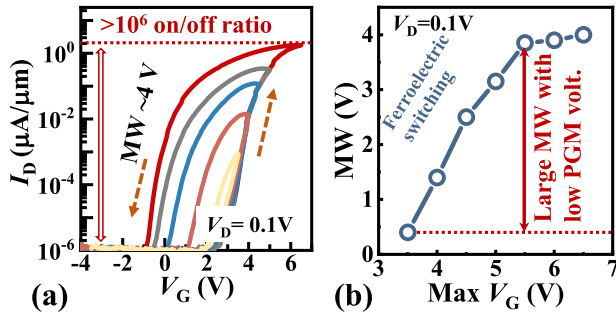 >10⁶ on/off ratio
10⁰
10⁻²
10⁻⁴
10⁻⁶
I_D (μA/μm)
MW ~4 V
V_D= 0.1V
-4 -2 0 2 4 6
V_G (V)
(a)
V_D=0.1V
4
3
2
1
0
MW (V)
Ferroelectric
switching
Large MW with
low PGM volt.
3 4 5 6 7
Max V_G (V)
(b)